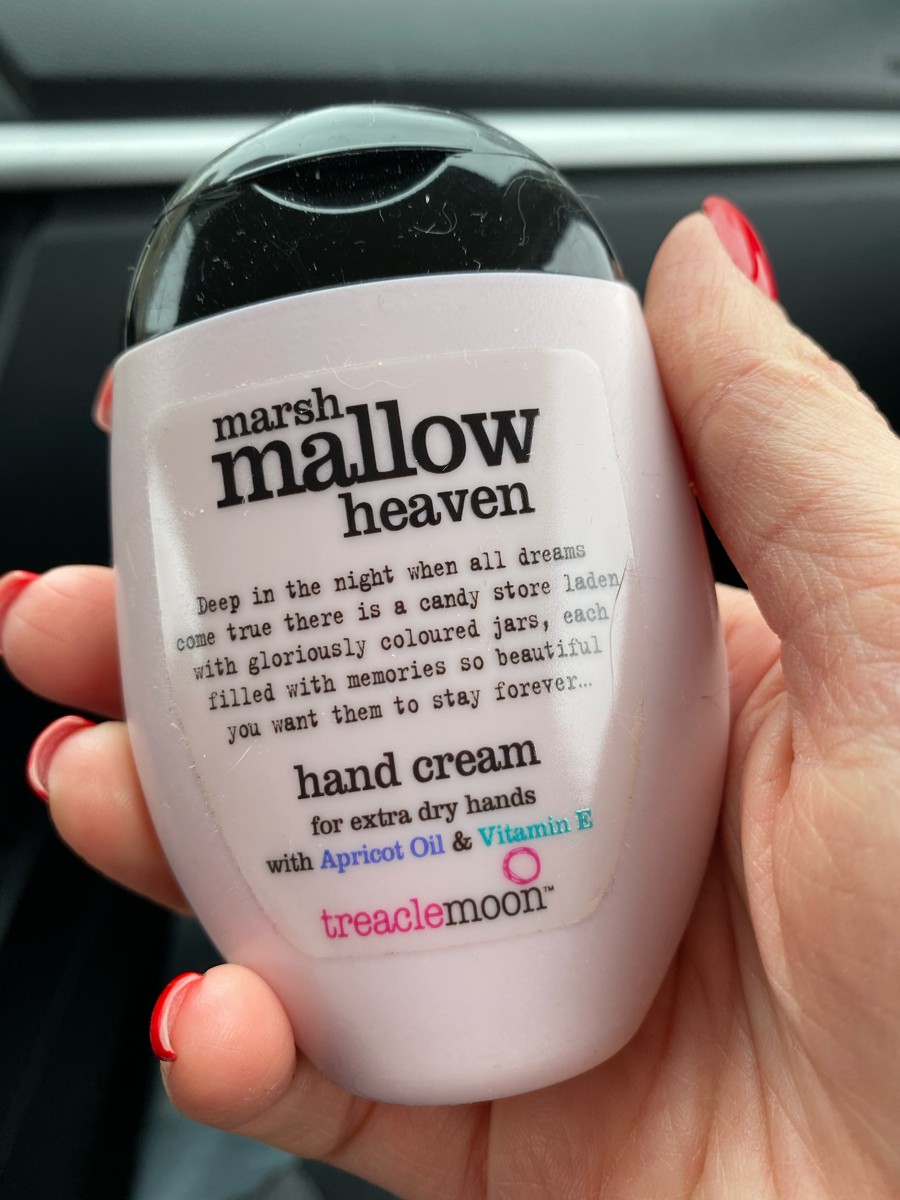 marsh
mallow
heaven
Deep in the night when all dreams
come true there is a candy store laden
with gloriously coloured jars, each
filled with memories so beautiful
you want them to stay forever...
hand cream
for extra dry hands
with Apricot Oil & Vitamin E
treaclemoon™